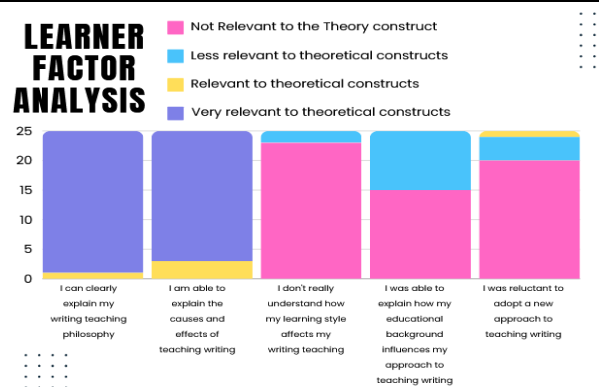 LEARNER
FACTOR
ANALYSIS
Not Relevant to the Theory construct
Less relevant to theoretical constructs
Relevant to theoretical constructs
Very relevant to theoretical constructs
25
20
15
10
5
0
I can clearly
explain my
writing teaching
philosophy
I am able to
explain the
causes and
effects of
teaching writing
I don't really
understand how
my learning style
affects my
writing teaching
I was able to
explain how my
educational
background
influences my
approach to
teaching writing
I was reluctant to
adopt a new
approach to
teaching writing